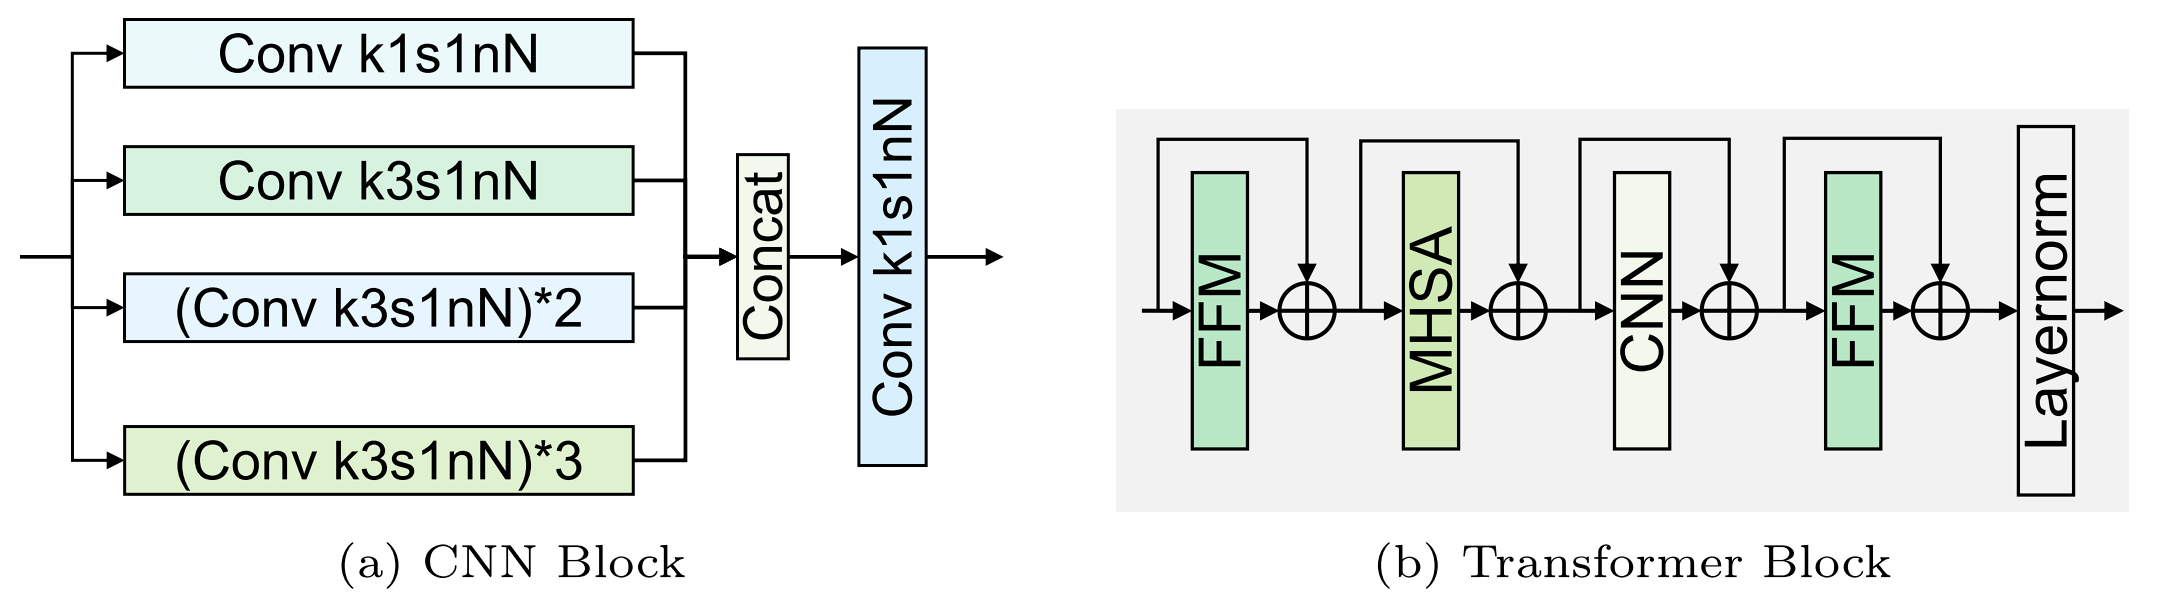 Conv k1s1nN
Conv k3s1nN
(Conv k3s1nN)*2
(Conv k3s1nN)*3
Concat
Conv k1s1nN
(a) CNN Block
FFM
MHSA
CNN
FFM
Layernorm
(b) Transformer Block